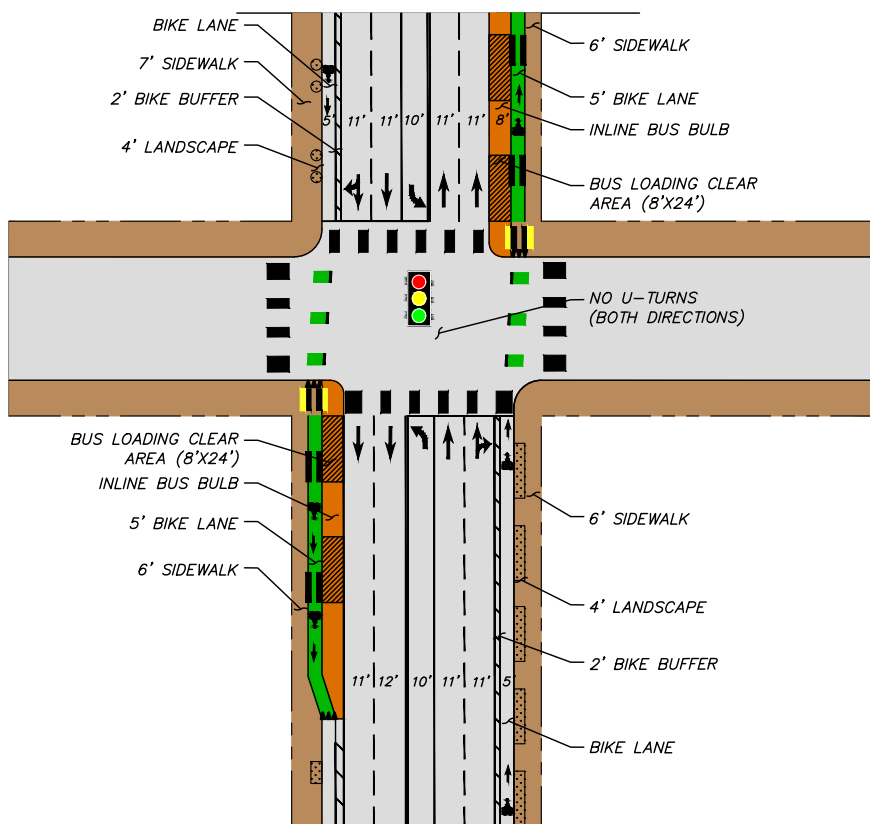 BIKE LANE
7' SIDEWALK
2' BIKE BUFFER
4' LANDSCAPE
6' SIDEWALK
5' BIKE LANE
INLINE BUS BULB
BUS LOADING CLEAR
AREA (8'X24')
5' 11' 11' 10' 11' 11' 8'
NO U-TURNS
(BOTH DIRECTIONS)
BUS LOADING CLEAR
AREA (8'X24')
INLINE BUS BULB
5' BIKE LANE
6' SIDEWALK
6' SIDEWALK
4' LANDSCAPE
2' BIKE BUFFER
BIKE LANE
11' 12' 10' 11' 11' 5'